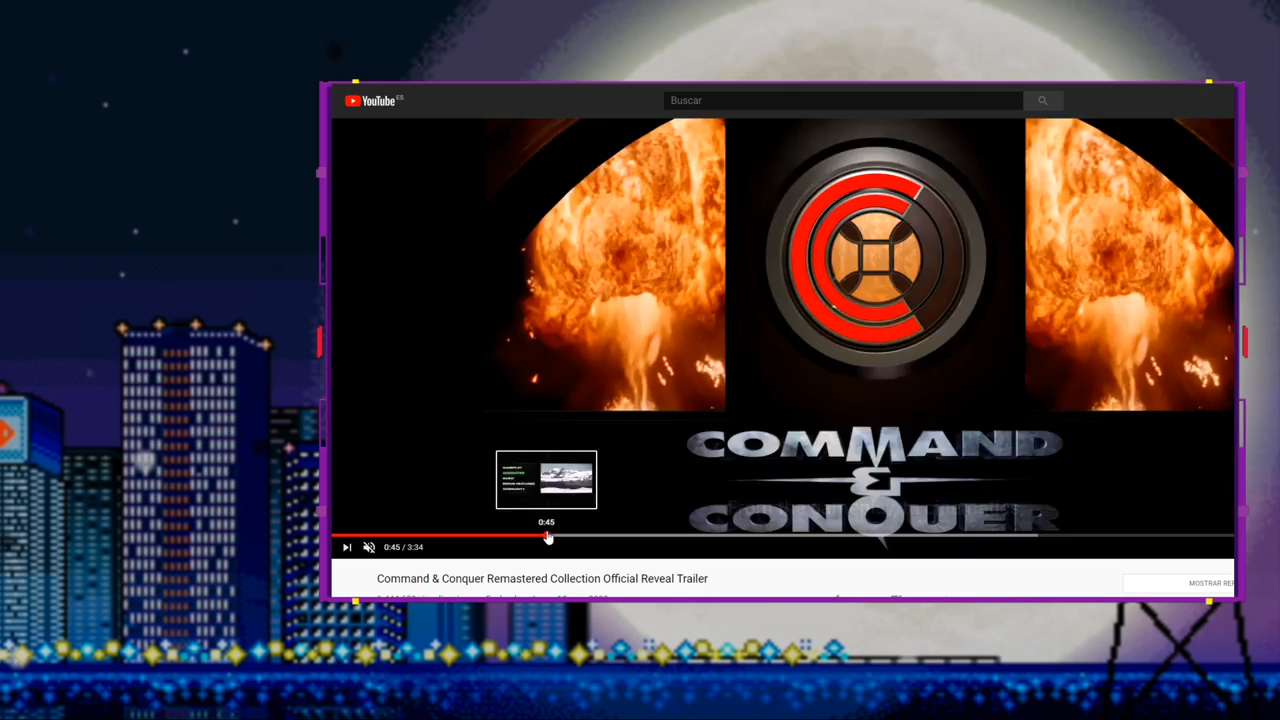 YouTube ES
Buscar
COMMAND
&
CONQUER
0:45
0:45 / 3:34
Command & Conquer Remastered Collection Official Reveal Trailer
MOSTRAR REP